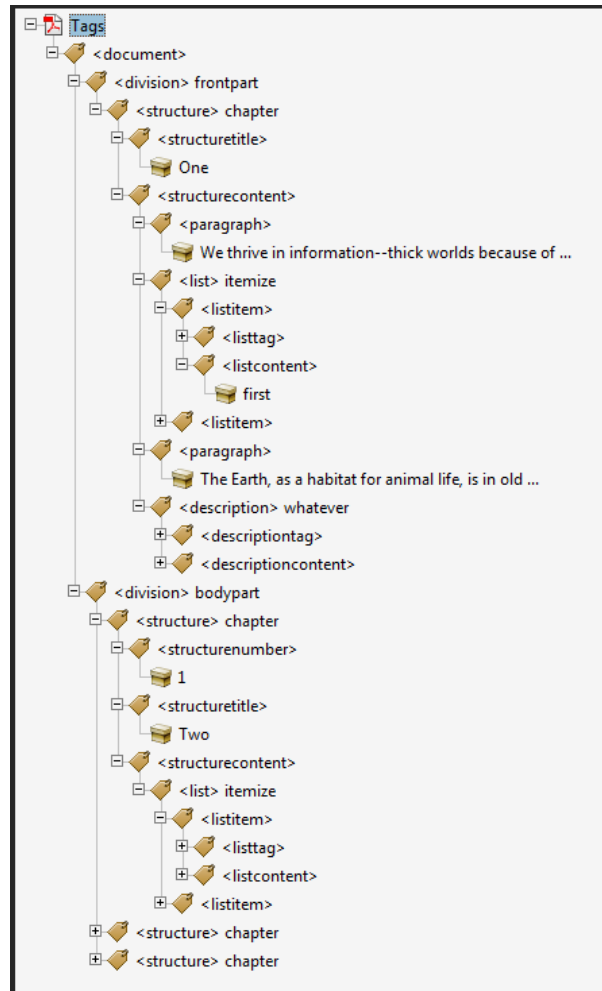 Tags
<document>
<division> frontpart
<structure> chapter
<structuretitle>
One
<structurecontent>
<paragraph>
We thrive in information--thick worlds because of ...
<list> itemize
<listitem>
<listtag>
<listcontent>
first
<listitem>
<paragraph>
The Earth, as a habitat for animal life, is in old ...
<description> whatever
<descriptiontag>
<descriptioncontent>
<division> bodypart
<structure> chapter
<structurenumber>
1
<structuretitle>
Two
<structurecontent>
<list> itemize
<listitem>
<listtag>
<listcontent>
<listitem>
<structure> chapter
<structure> chapter